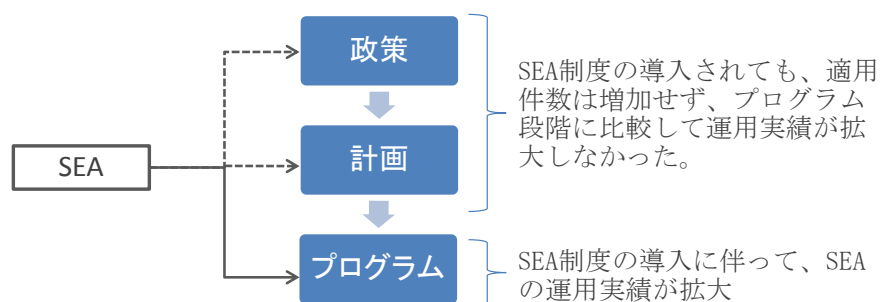 政策
SEA制度の導入されても、適用
件数は増加せず、プログラム
段階に比較して運用実績が拡
大しなかった。
計画
SEA
プログラム
SEA制度の導入に伴って、SEA
の運用実績が拡大